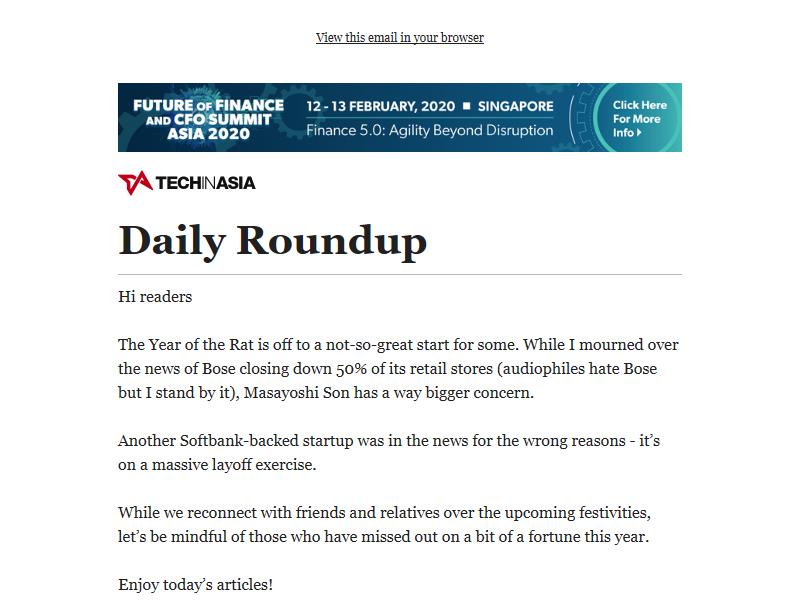 View this email in your browser
FUTURE OF FINANCE
AND CFO SUMMIT
ASIA 2020
12 - 13 FEBRUARY, 2020 ■ SINGAPORE
Finance 5.0: Agility Beyond Disruption
Click Here
For More
Info
TECHINASIA
Daily Roundup
Hi readers
The Year of the Rat is off to a not-so-great start for some. While I mourned over
the news of Bose closing down 50% of its retail stores (audiophiles hate Bose
but I stand by it), Masayoshi Son has a way bigger concern.
Another Softbank-backed startup was in the news for the wrong reasons - it’s
on a massive layoff exercise.
While we reconnect with friends and relatives over the upcoming festivities,
let’s be mindful of those who have missed out on a bit of a fortune this year.
Enjoy today’s articles!